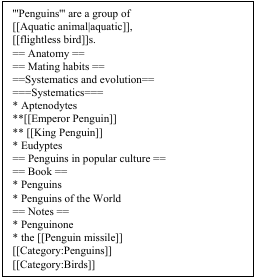 '''Penguins''' are a group of
[[Aquatic animal|aquatic]],
[[flightless bird]]s.
== Anatomy ==
== Mating habits ==
==Systematics and evolution==
===Systematics===
* Aptenodytes
**[[Emperor Penguin]]
** [[King Penguin]]
* Eudyptes
== Penguins in popular culture ==
== Book ==
* Penguins
* Penguins of the World
== Notes ==
* Penguinone
* the [[Penguin missile]]
[[Category:Penguins]]
[[Category:Birds]]